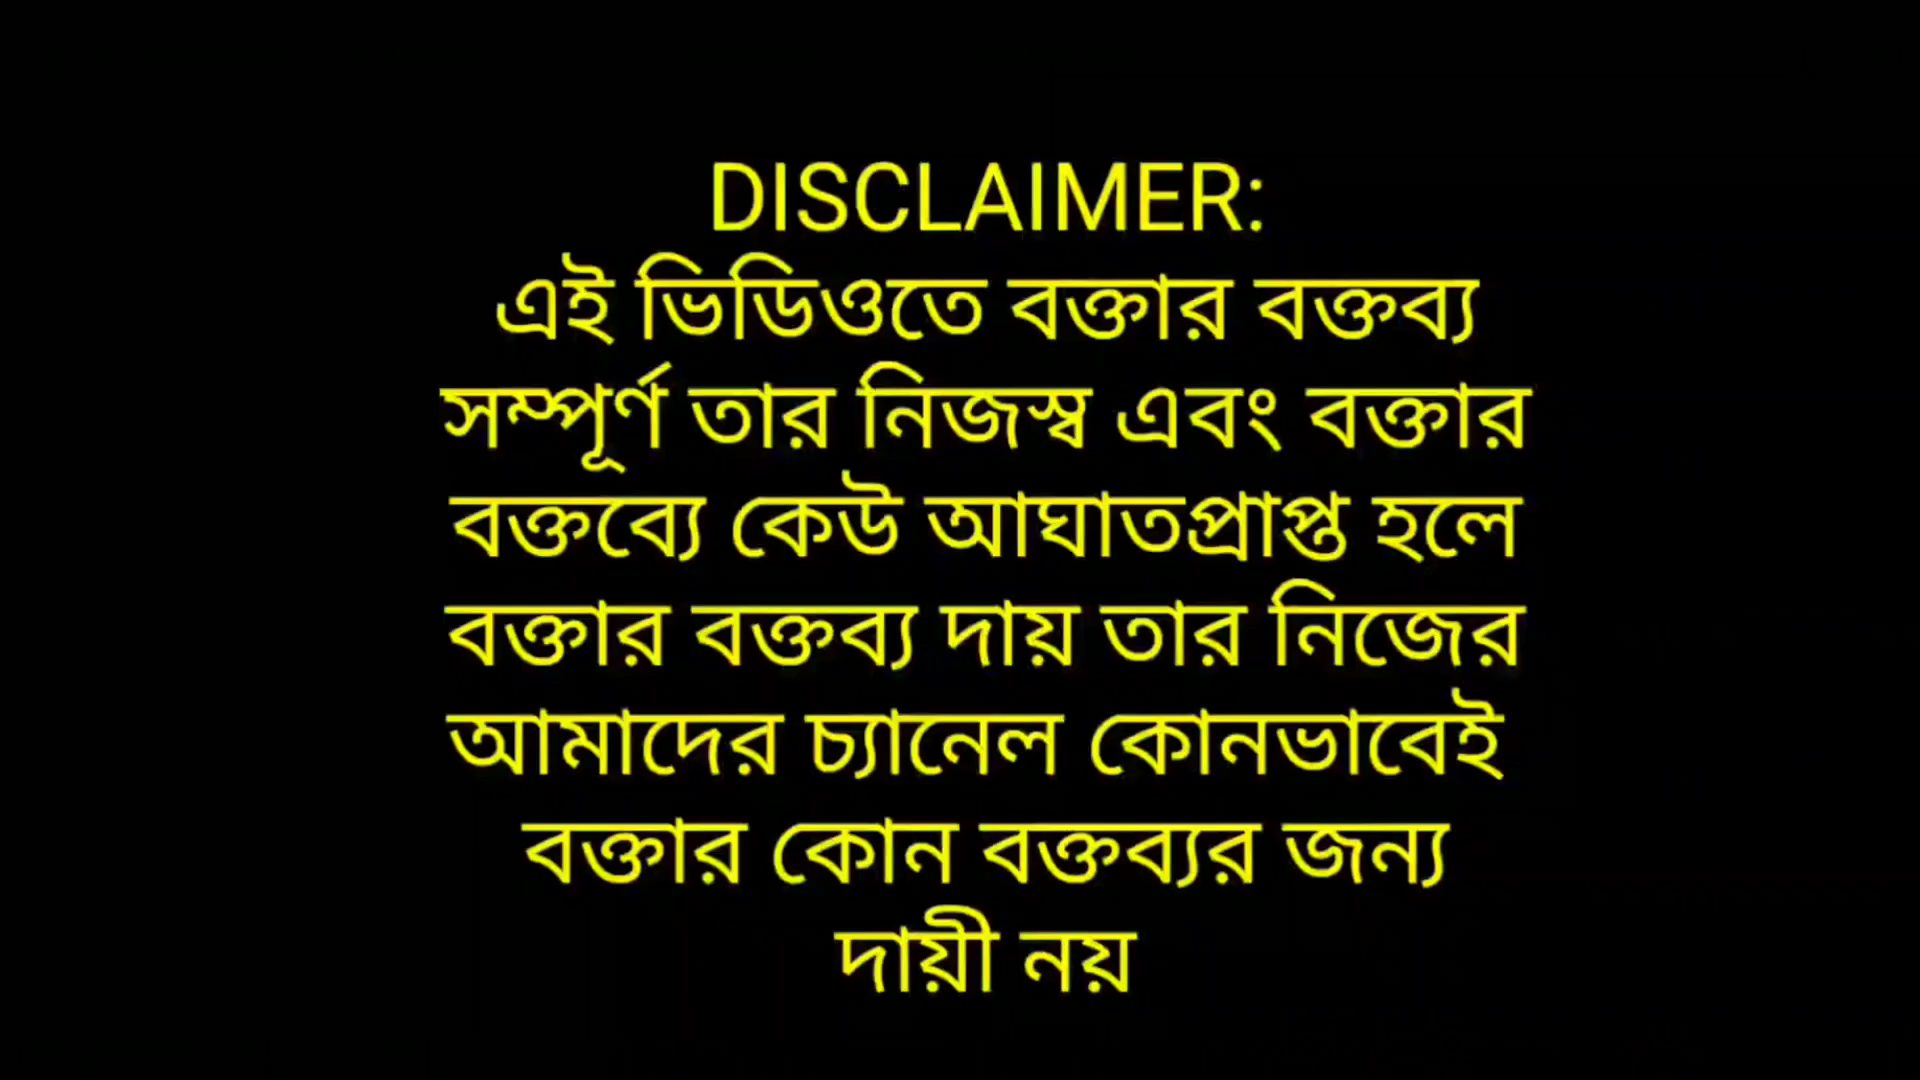 DISCLAIMER:
এই ভিডিওতে বক্তার বক্তব্য
সম্পূর্ণ তার নিজস্ব এবং বক্তার
বক্তব্যে কেউ আঘাতপ্রাপ্ত হলে
বক্তার বক্তব্য দায় তার নিজের
আমাদের চ্যানেল কোনভাবেই
বক্তার কোন বক্তব্যর জন্য
দায়ী নয়